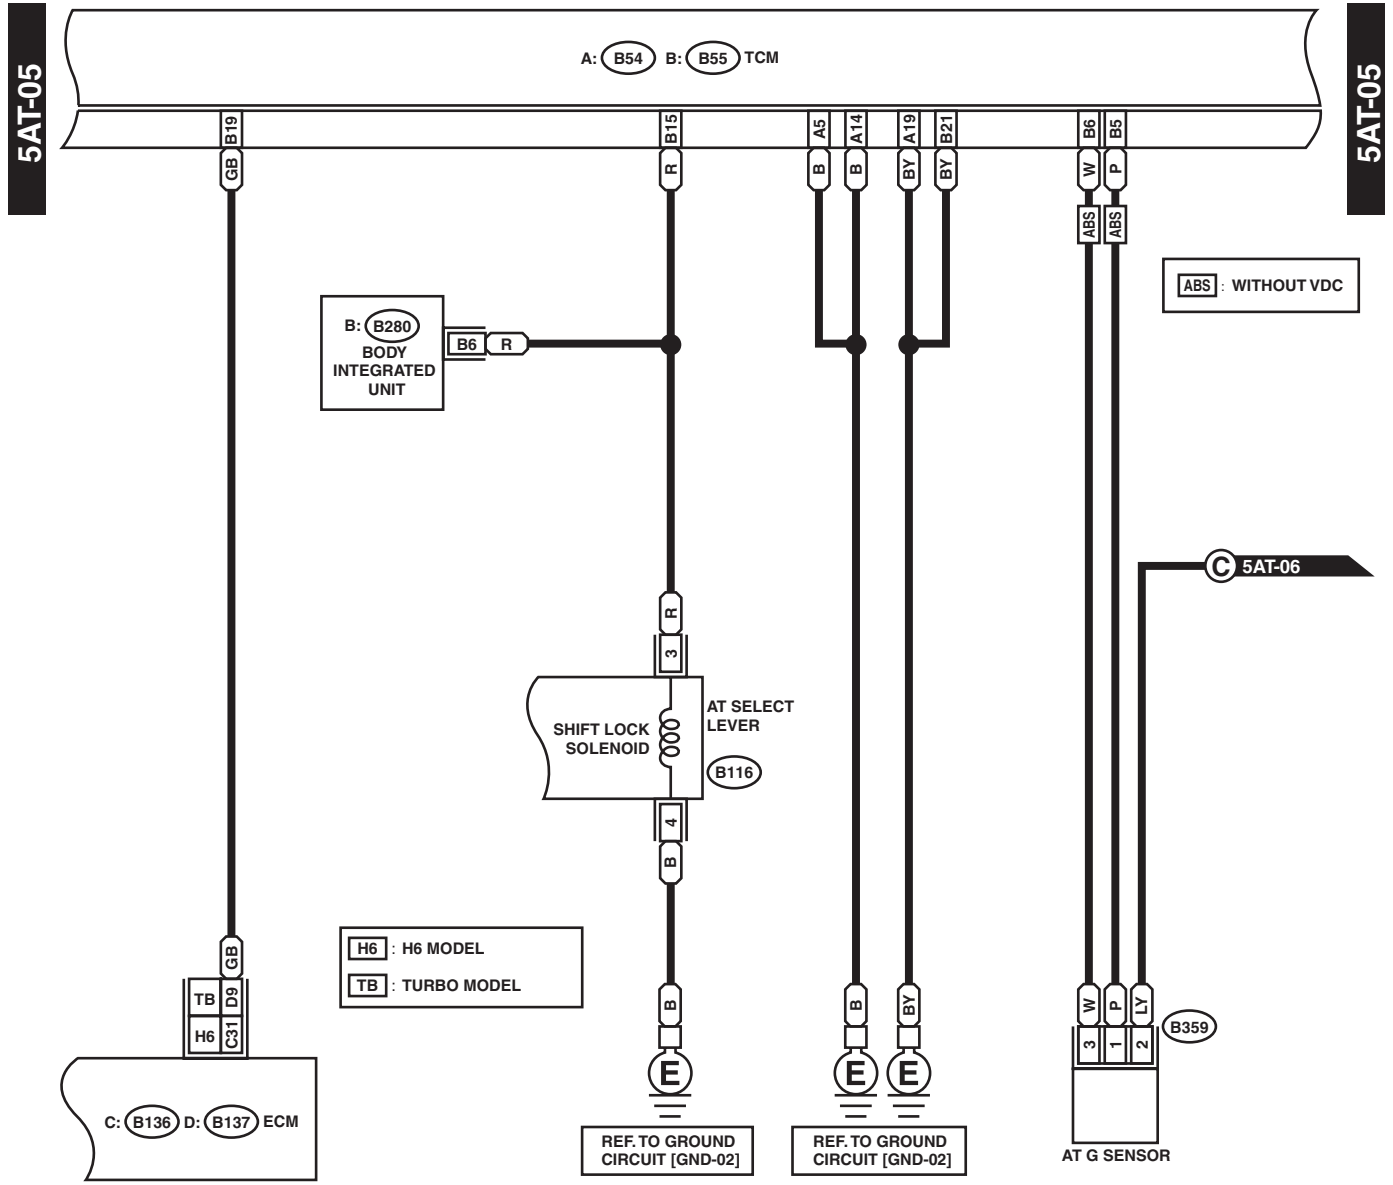 5AT-05
5AT-05
A: B54 B: B55 TCM
B19
B15
A5
A14
A19
B21
B6
B5
GB
R
B
B
BY
BY
W
P
ABS
ABS
ABS : WITHOUT VDC
B: B280
BODY
INTEGRATED
UNIT
B6
R
C 5AT-06
R
3
SHIFT LOCK
SOLENOID
AT SELECT
LEVER
B116
4
B
GB
TB D9
H6 C31
H6 : H6 MODEL
TB : TURBO MODEL
B
B
BY
W
P
LY
3
1
2
B359
E
E
E
C: B136 D: B137 ECM
REF. TO GROUND
CIRCUIT [GND-02]
REF. TO GROUND
CIRCUIT [GND-02]
AT G SENSOR